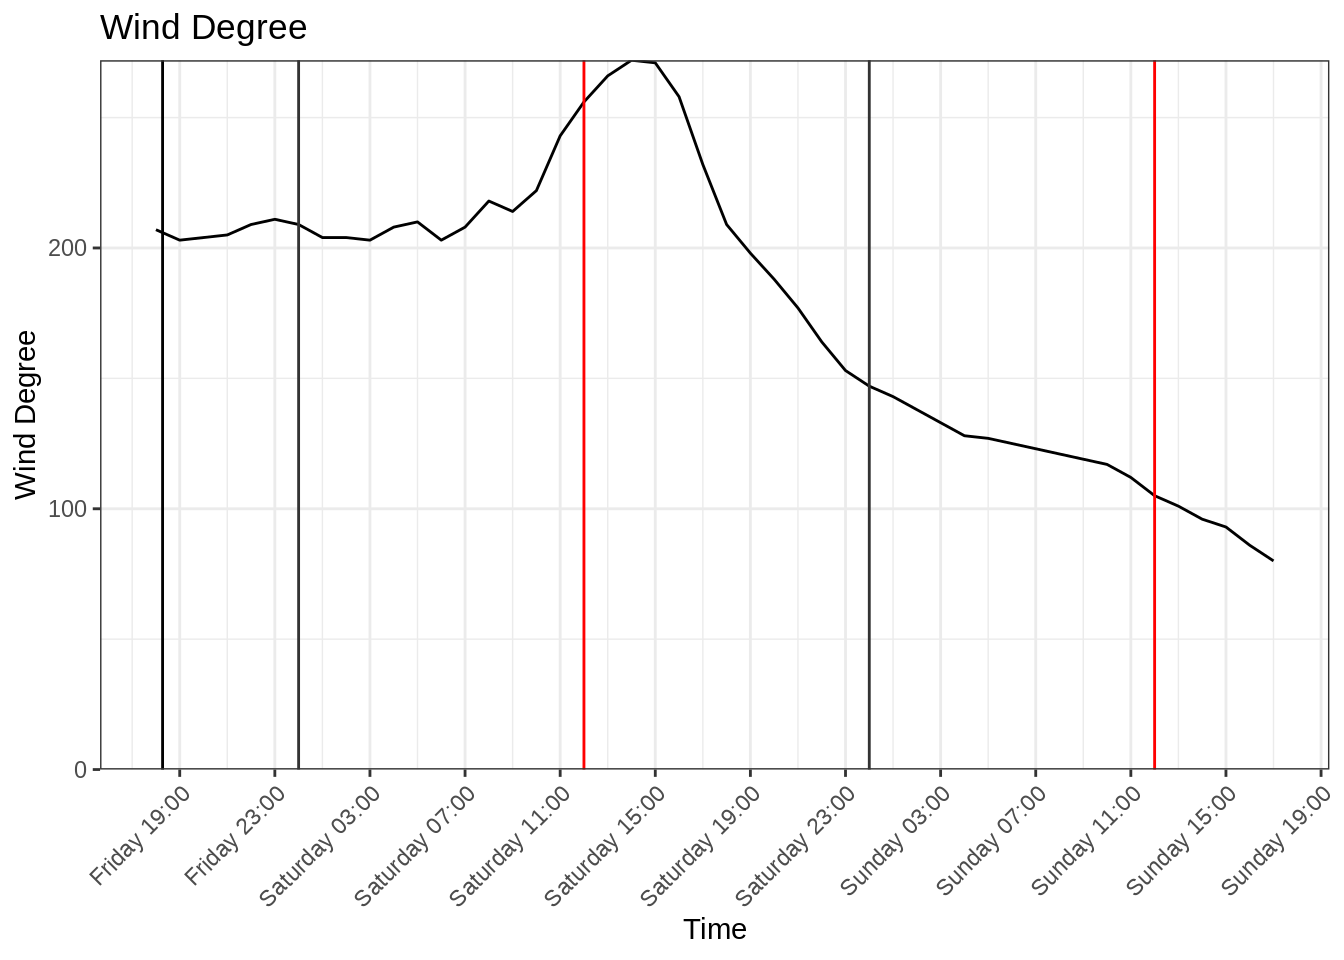 Wind Degree
Wind Degree
200
100
0
Friday 19:00
Friday 23:00
Saturday 03:00
Saturday 07:00
Saturday 11:00
Saturday 15:00
Saturday 19:00
Saturday 23:00
Sunday 03:00
Sunday 07:00
Sunday 11:00
Sunday 15:00
Sunday 19:00
Time